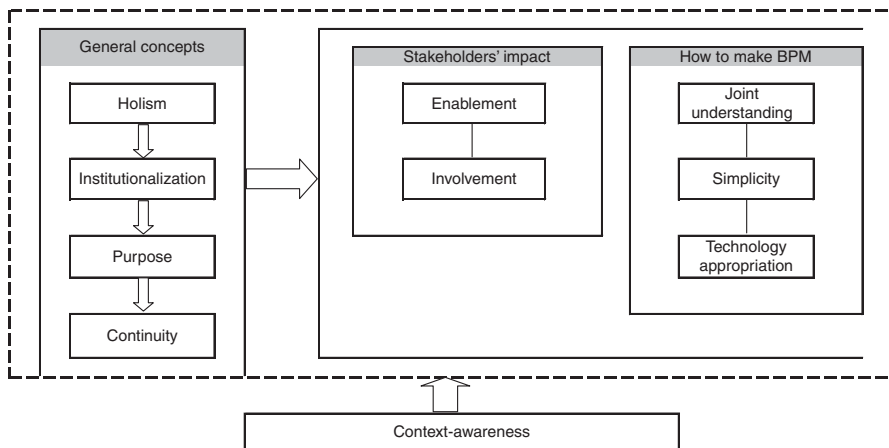 General concepts
Holism
Institutionalization
Purpose
Continuity
Stakeholders' impact
Enablement
Involvement
How to make BPM
Joint
understanding
Simplicity
Technology
appropriation
Context-awareness